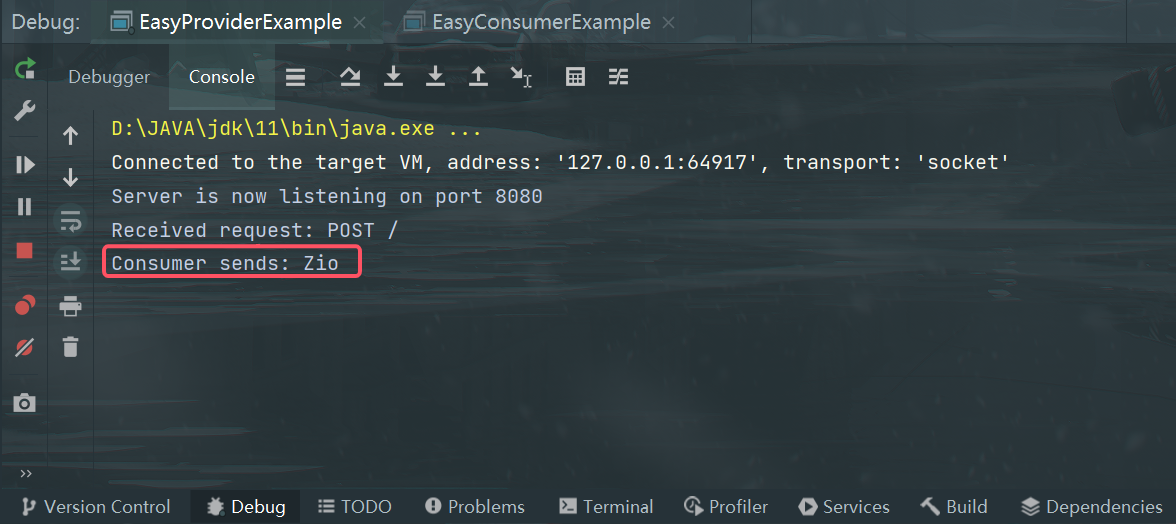 Debug: EasyProviderExample EasyConsumerExample
Debugger Console
D:\JAVA\jdk\11\bin\java.exe ...
Connected to the target VM, address: '127.0.0.1:64917', transport: 'socket'
Server is now listening on port 8080
Received request: POST /
Consumer sends: Zio
Version Control Debug TODO Problems Terminal Profiler Services Build Dependencies